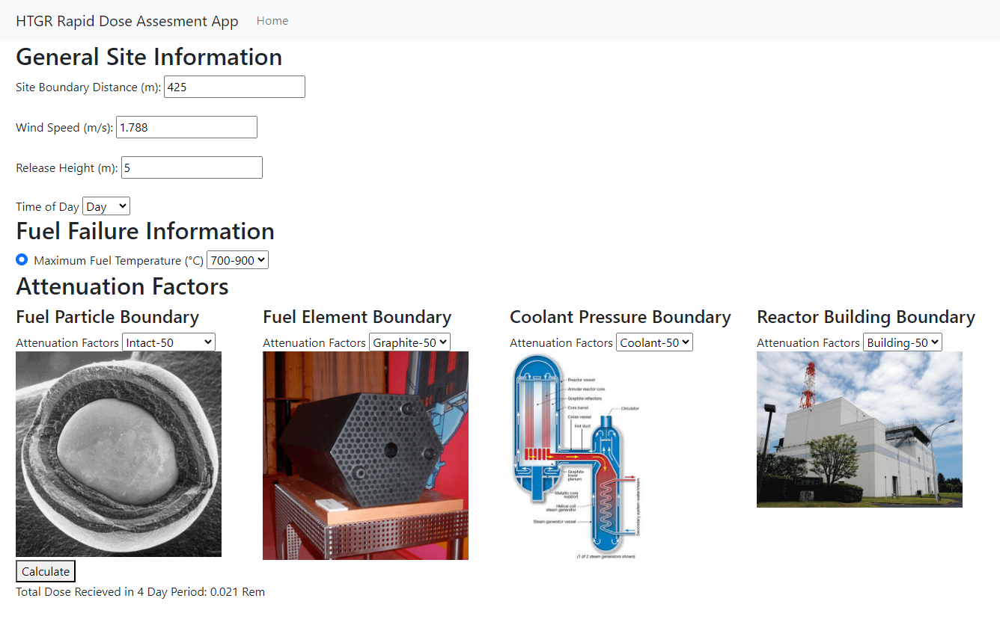 HTGR Rapid Dose Assesment App Home
General Site Information
Site Boundary Distance (m): 425
Wind Speed (m/s): 1.788
Release Height (m): 5
Time of Day Day
Fuel Failure Information
Maximum Fuel Temperature (°C) 700-900
Attenuation Factors
Fuel Particle Boundary
Attenuation Factors Intact-50
Fuel Element Boundary
Attenuation Factors Graphite-50
Coolant Pressure Boundary
Attenuation Factors Coolant-50
Reactor vessel
Annular reactor core
Graphite reflectors
Core barrel
Cross vessel
Hot duct
Circulator
Graphite
lower
plenum
Metallic core
support
Helical coil
steam generator
Steam generator vessel
Secondary system water/steam
(1 of 2 steam generators shown)
Reactor Building Boundary
Attenuation Factors Building-50
Calculate
Total Dose Recieved in 4 Day Period: 0.021 Rem